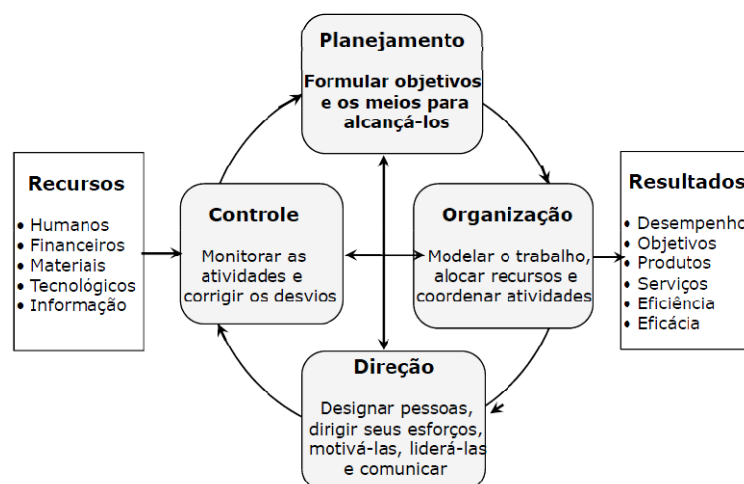 Planejamento
Formular objetivos
e os meios para
alcançá-los
Recursos
• Humanos
• Financeiros
• Materiais
• Tecnológicos
• Informação
Controle
Monitorar as
atividades e
corrigir os desvios
Organização
Modelar o trabalho,
alocar recursos e
coordenar atividades
Resultados
• Desempenho
• Objetivos
• Produtos
• Serviços
• Eficiência
• Eficácia
Direção
Designar pessoas,
dirigir seus esforços,
motivá-las, liderá-las
e comunicar